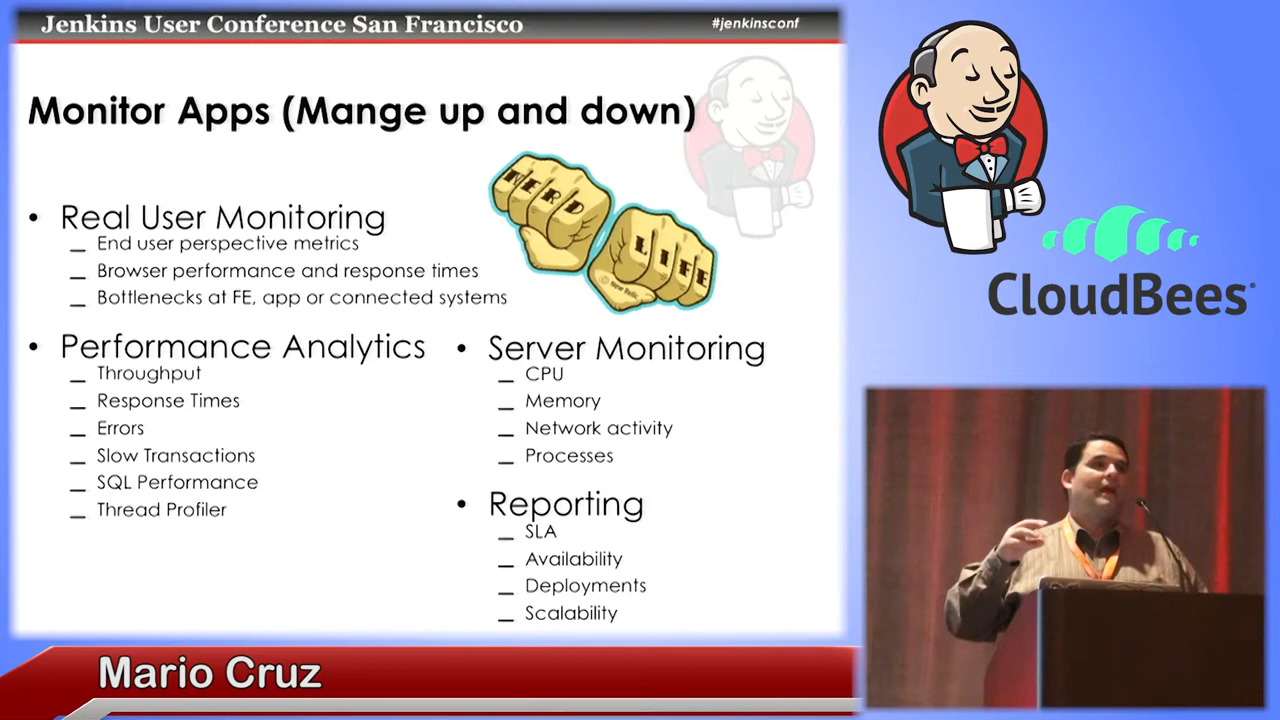 Jenkins User Conference San Francisco
#jenkinsconf
Monitor Apps (Mange up and down)
NERD
LIFE
© New Relic
• Real User Monitoring
_ End user perspective metrics
_ Browser performance and response times
_ Bottlenecks at FE, app or connected systems
• Performance Analytics
_ Throughput
_ Response Times
_ Errors
_ Slow Transactions
_ SQL Performance
_ Thread Profiler
• Server Monitoring
_ CPU
_ Memory
_ Network activity
_ Processes
• Reporting
_ SLA
_ Availability
_ Deployments
_ Scalability
CloudBees
Mario Cruz